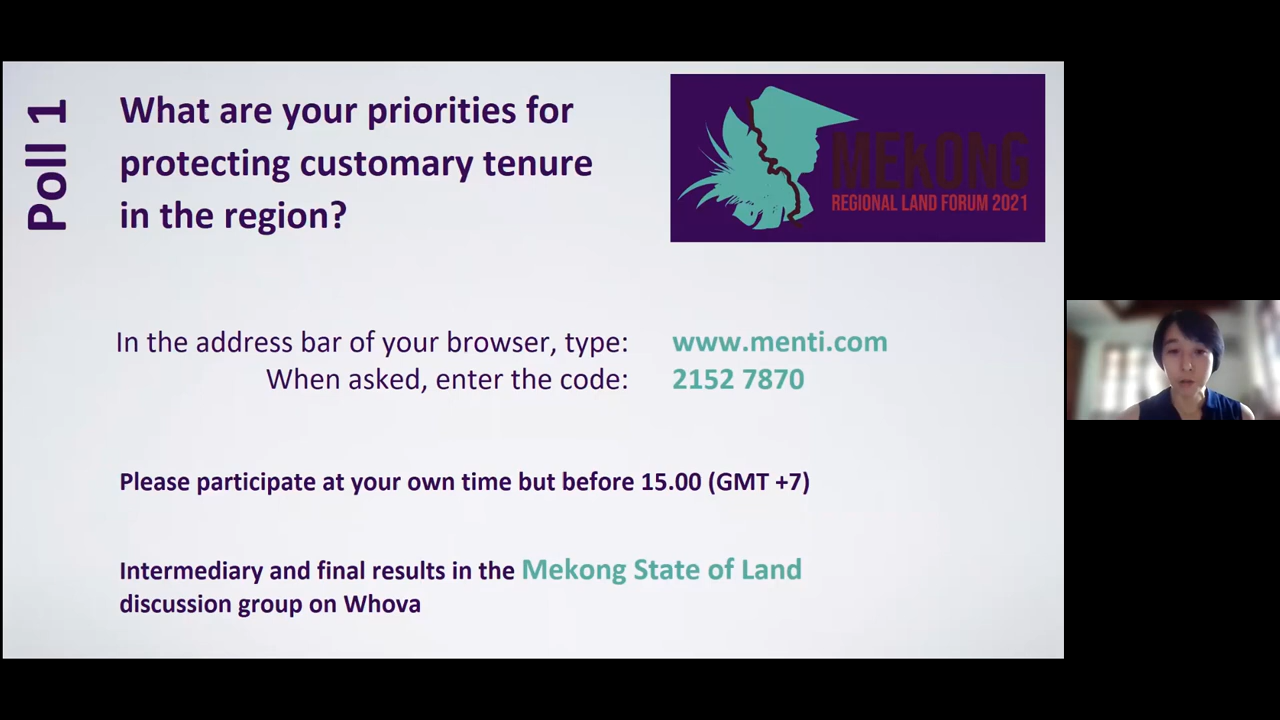 Poll 1
What are your priorities for
protecting customary tenure
in the region?
MEKONG
REGIONAL LAND FORUM 2021
In the address bar of your browser, type: www.menti.com
When asked, enter the code: 2152 7870
Please participate at your own time but before 15.00 (GMT +7)
Intermediary and final results in the Mekong State of Land
discussion group on Whova